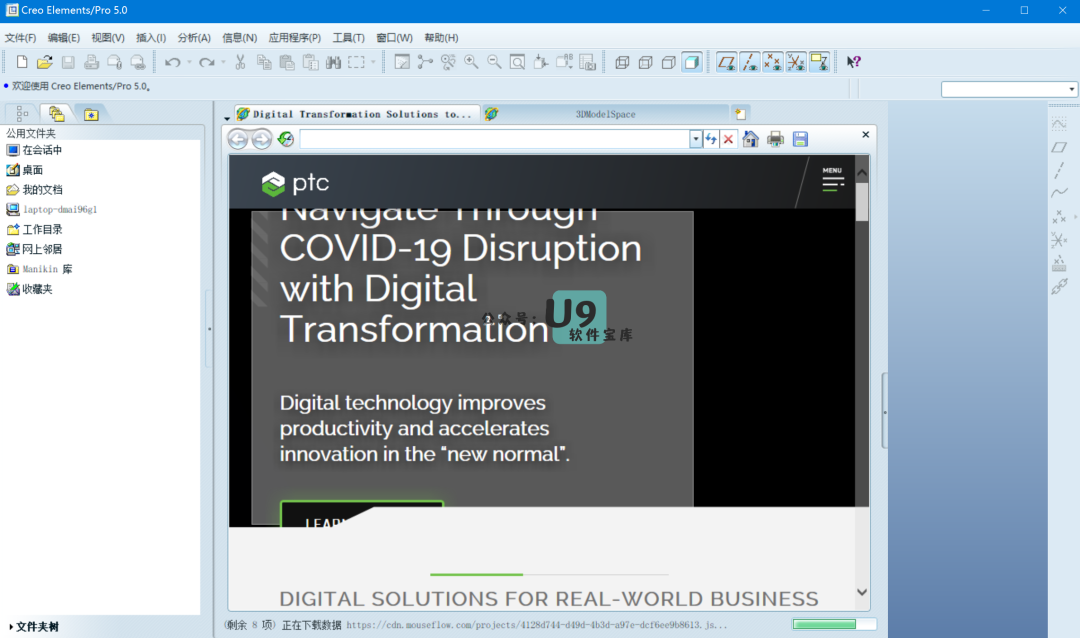 Creo Elements/Pro 5.0
文件(F) 编辑(E) 视图(V) 插入(I) 分析(A) 信息(N) 应用程序(P) 工具(T) 窗口(W) 帮助(H)
欢迎使用 Creo Elements/Pro 5.0。
Digital Transformation Solutions to... 3DModelSpace
公用文件夹
在会话中
桌面
我的文档
laptop-dmai96g1
工作目录
网上邻居
Manikin 库
收藏夹
ptc
MENU
Navigate Through
COVID-19 Disruption
with Digital
Transformation
公众号:
U9
软件宝库
Digital technology improves
productivity and accelerates
innovation in the “new normal”.
DIGITAL SOLUTIONS FOR REAL-WORLD BUSINESS
文件夹树
(剩余 8 项) 正在下载数据 https://cdn.mouseflow.com/projects/4128d744-d49d-4b3d-a97e-dcf6ee9b8613.js...